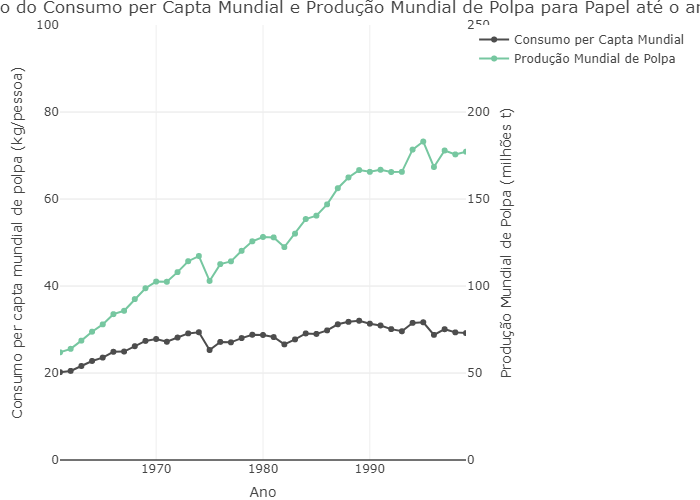 o do Consumo per Capta Mundial e Produção Mundial de Polpa para Papel até o ar
Consumo per Capta Mundial
Produção Mundial de Polpa
100
80
60
40
20
0
250
200
150
100
50
0
Consumo per capta mundial de polpa (kg/pessoa)
Produção Mundial de Polpa (milhões t)
1970
1980
1990
Ano